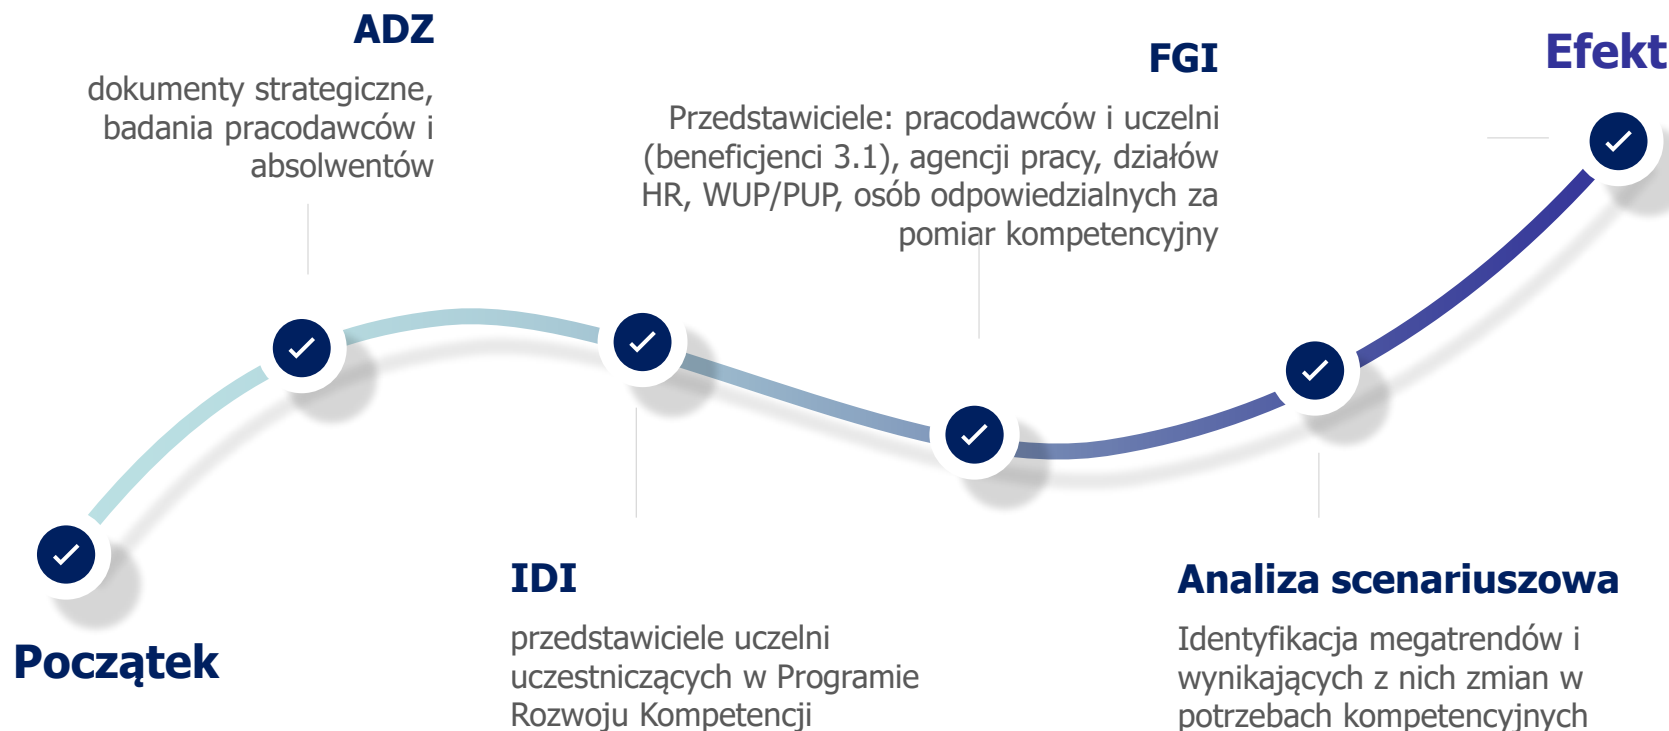 ADZ
dokumenty strategiczne,
badania pracodawców i
absolwentów
FGI
Przedstawiciele: pracodawców i uczelni
(beneficjenci 3.1), agencji pracy, działów
HR, WUP/PUP, osób odpowiedzialnych za
pomiar kompetencyjny
Efekt
Początek
IDI
przedstawiciele uczelni
uczestniczących w Programie
Rozwoju Kompetencji
Analiza scenariuszowa
Identyfikacja megatrendów i
wynikających z nich zmian w
potrzebach kompetencyjnych